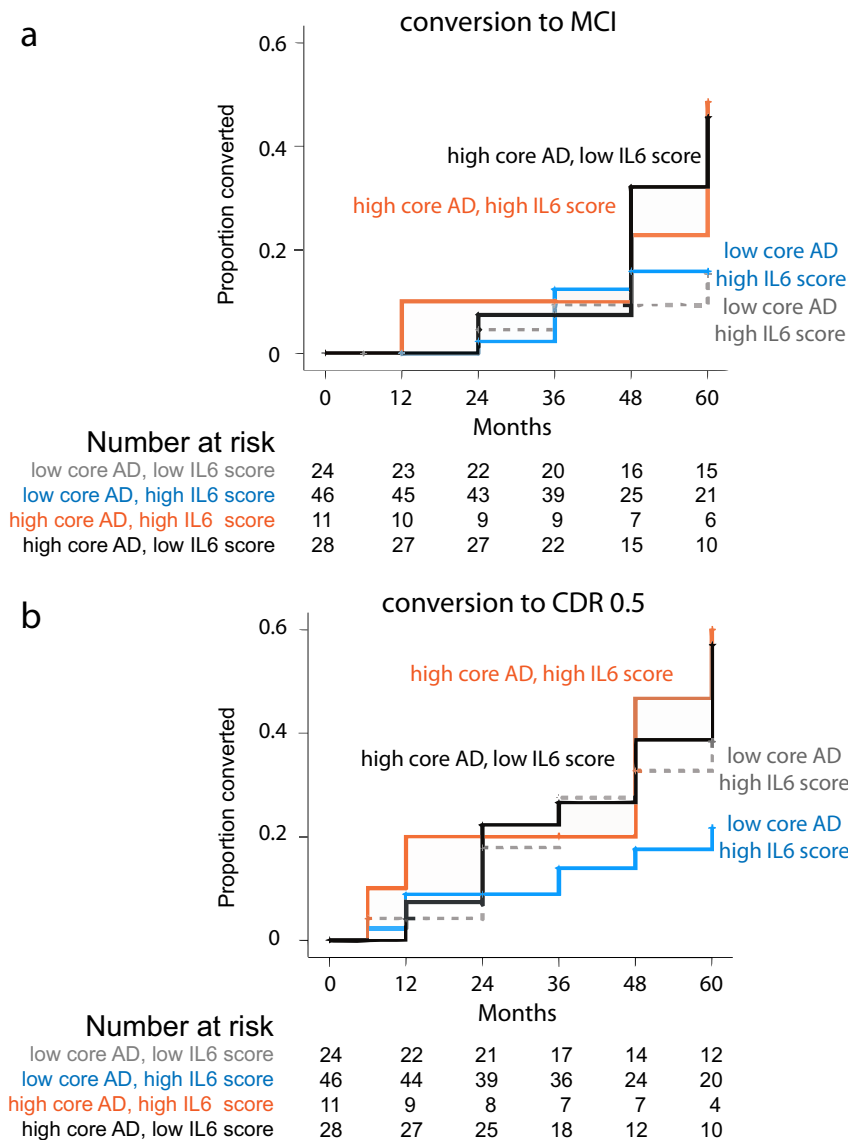 a
conversion to MCI
0.6
0.4
0.2
0
Proportion converted
high core AD, low IL6 score
high core AD, high IL6 score
low core AD
high IL6 score
low core AD
high IL6 score
0 12 24 36 48 60
Months
Number at risk
low core AD, low IL6 score 24 23 22 20 16 15
low core AD, high IL6 score 46 45 43 39 25 21
high core AD, high IL6 score 11 10 9 9 7 6
high core AD, low IL6 score 28 27 27 22 15 10
b
conversion to CDR 0.5
0.6
0.4
0.2
0
Proportion converted
high core AD, high IL6 score
high core AD, low IL6 score
low core AD
high IL6 score
low core AD
high IL6 score
0 12 24 36 48 60
Months
Number at risk
low core AD, low IL6 score 24 22 21 17 14 12
low core AD, high IL6 score 46 44 39 36 24 20
high core AD, high IL6 score 11 9 8 7 7 4
high core AD, low IL6 score 28 27 25 18 12 10